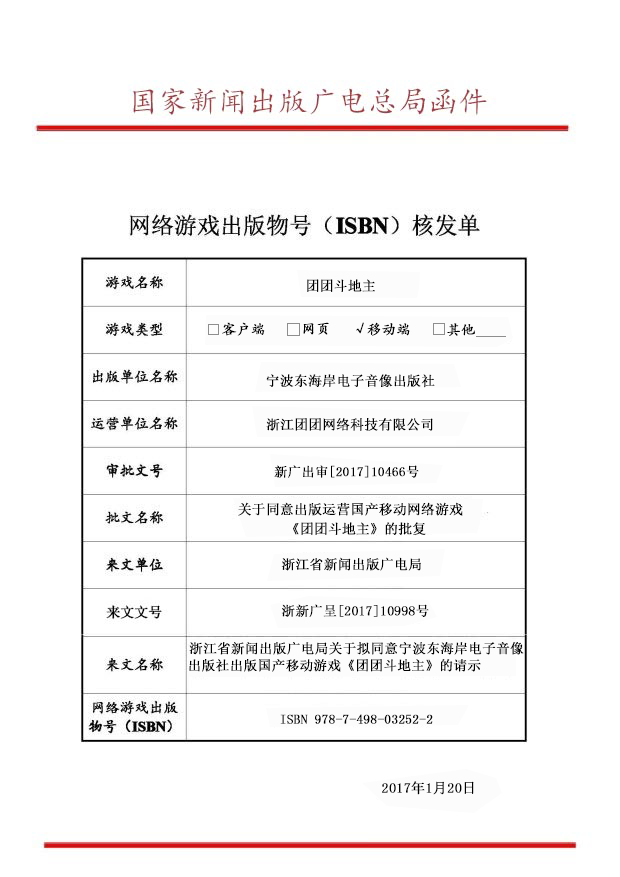 国家新闻出版广电总局函件
网络游戏出版物号（ISBN）核发单
游戏名称
团团斗地主
游戏类型
□客户端 □网页 √移动端 □其他____
出版单位名称
宁波东海岸电子音像出版社
运营单位名称
浙江团团网络科技有限公司
审批文号
新广出审[2017]10466号
批文名称
关于同意出版运营国产移动网络游戏
《团团斗地主》的批复
来文单位
浙江省新闻出版广电局
来文文号
浙新广呈[2017]10998号
来文名称
浙江省新闻出版广电局关于拟同意宁波东海岸电子音像
出版社出版国产移动游戏《团团斗地主》的请示
网络游戏出版
物号（ISBN）
ISBN 978-7-498-03252-2
2017年1月20日